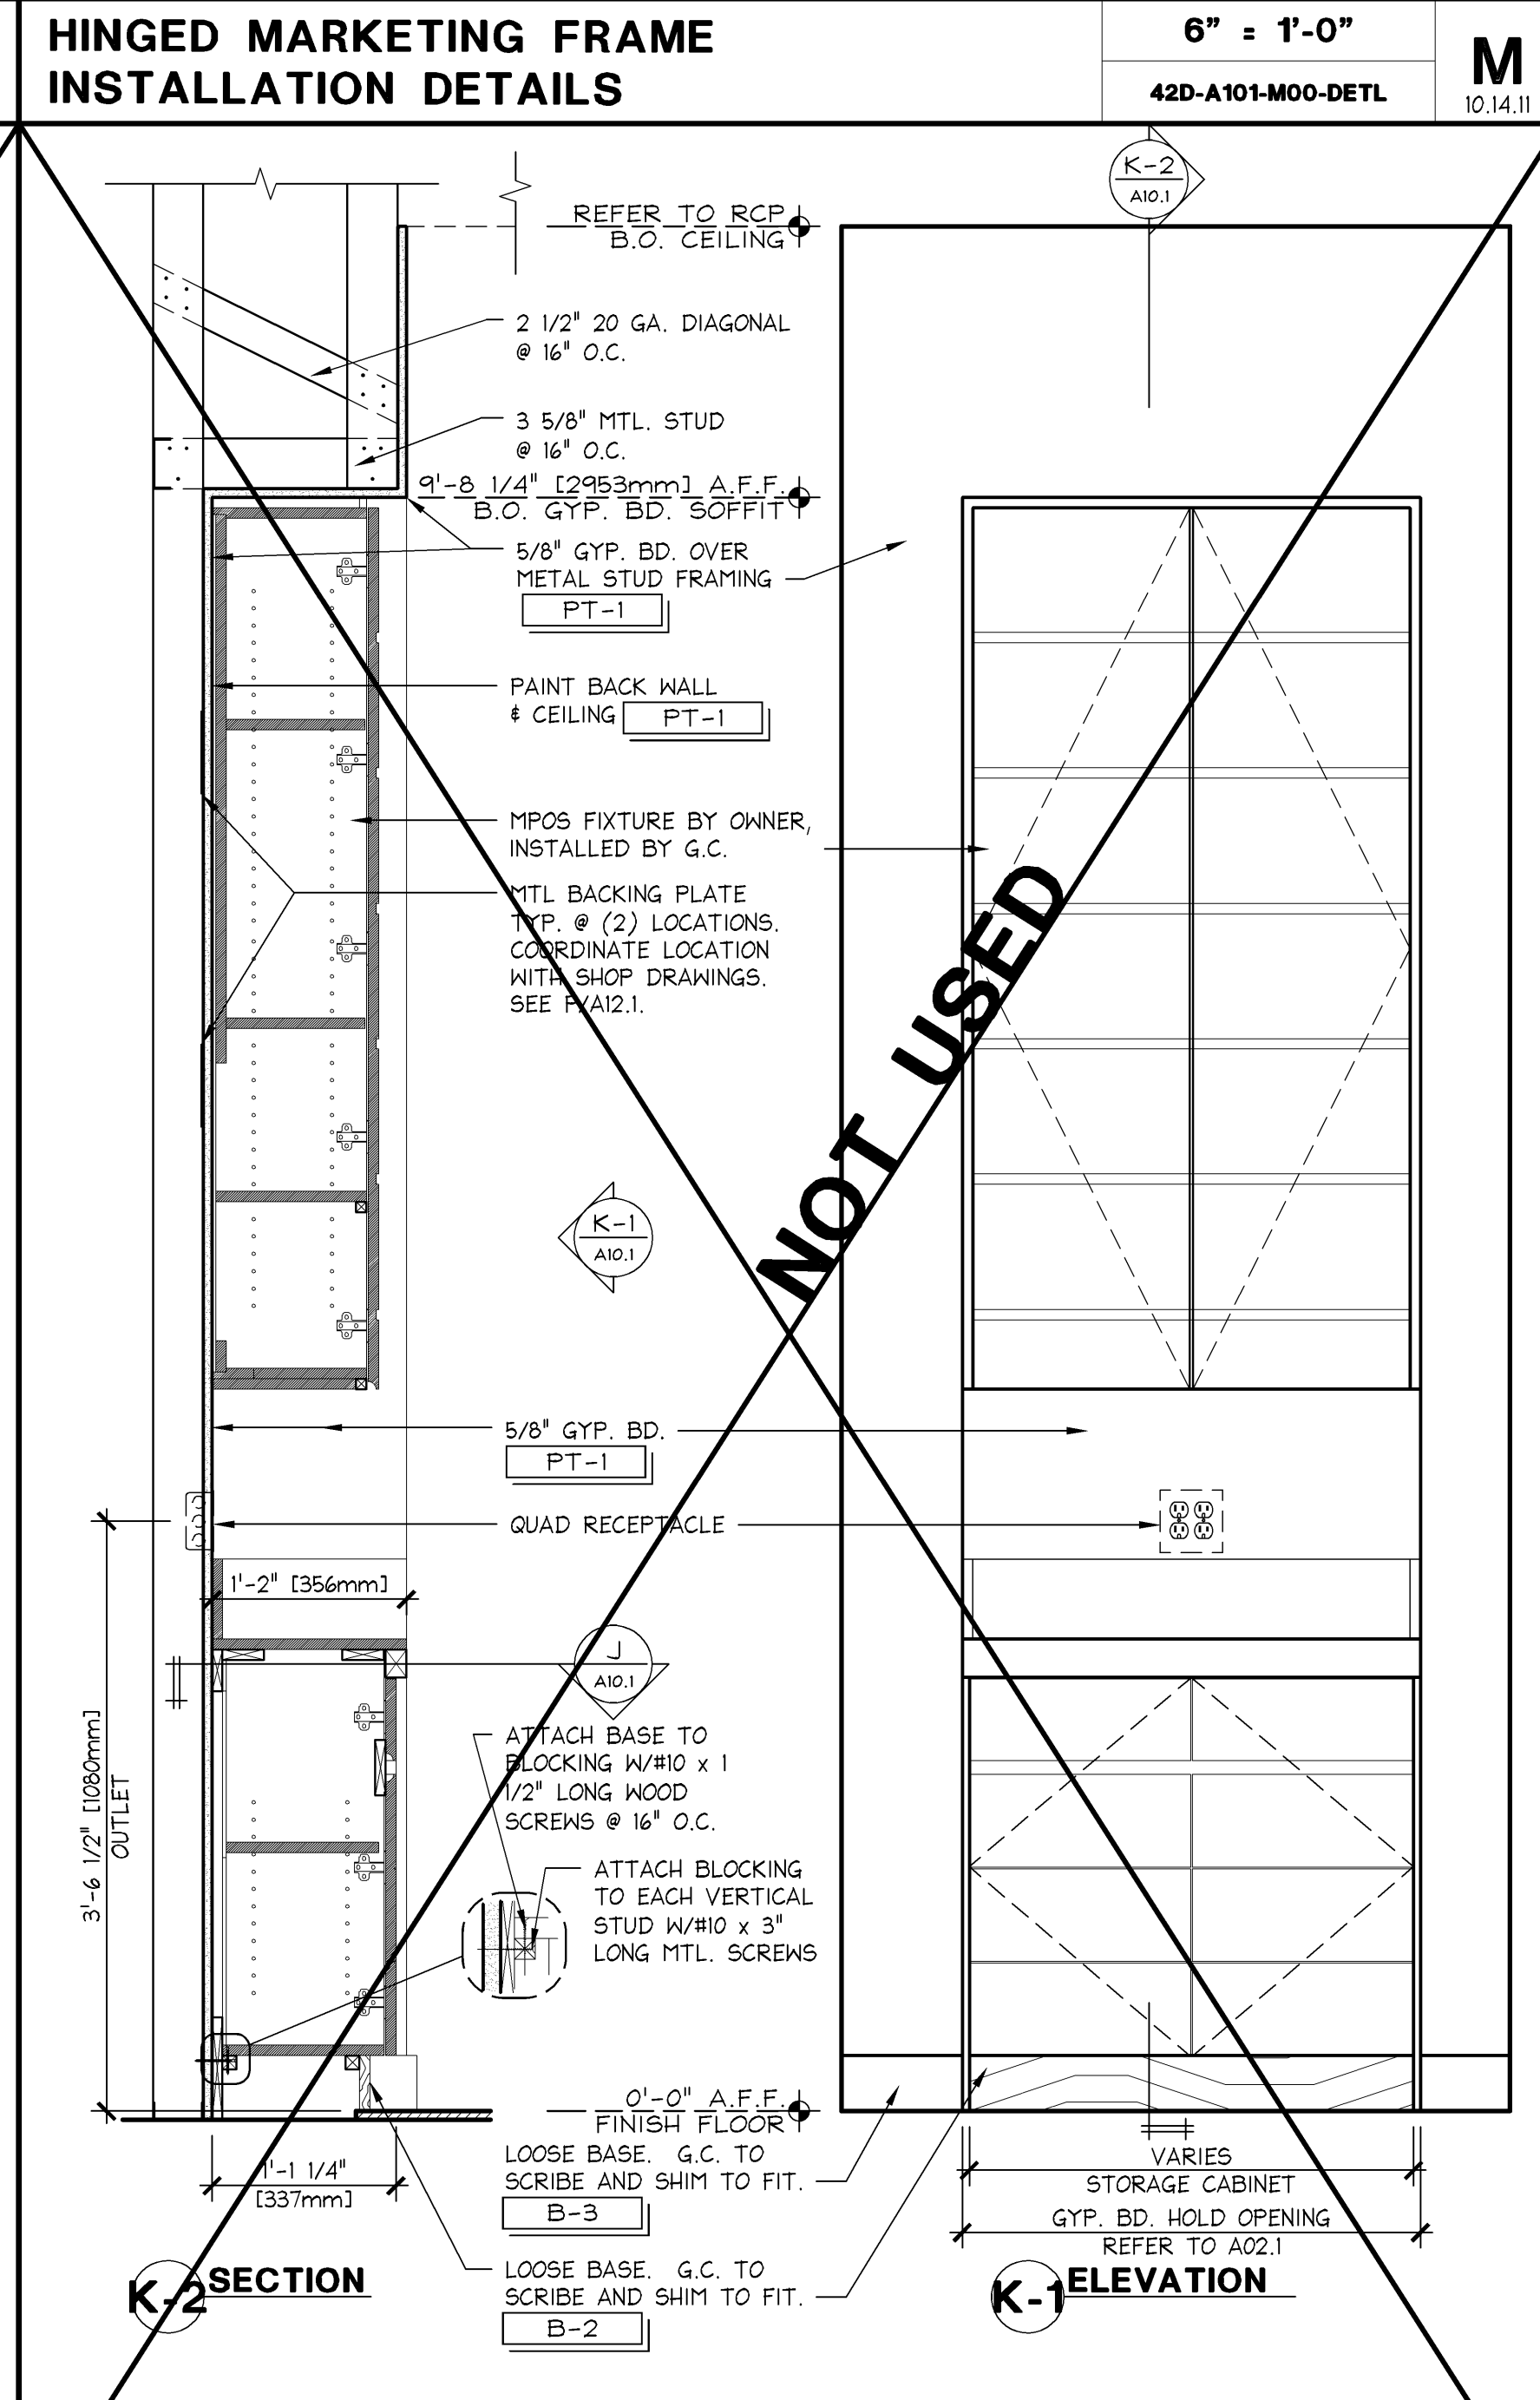 HINGED MARKETING FRAME
INSTALLATION DETAILS
6" = 1'-0"
42D-A101-M00-DETL
M
10.14.11
K-2
A10.1
REFER TO RCP
B.O. CEILING
2 1/2" 20 GA. DIAGONAL
@ 16" O.C.
3 5/8" MTL. STUD
@ 16" O.C.
9'-8 1/4" [2953mm] A.F.F.
B.O. GYP. BD. SOFFIT
5/8" GYP. BD. OVER
METAL STUD FRAMING
PT-1
PAINT BACK WALL
& CEILING PT-1
MPOS FIXTURE BY OWNER,
INSTALLED BY G.C.
MTL BACKING PLATE
TYP. @ (2) LOCATIONS.
COORDINATE LOCATION
WITH SHOP DRAWINGS.
SEE F/A12.1.
NOT USED
K-1
A10.1
5/8" GYP. BD.
PT-1
QUAD RECEPTACLE
1'-2" [356mm]
J
A10.1
3'-6 1/2" [1080mm]
OUTLET
ATTACH BASE TO
BLOCKING W/#10 x 1
1/2" LONG WOOD
SCREWS @ 16" O.C.
ATTACH BLOCKING
TO EACH VERTICAL
STUD W/#10 x 3"
LONG MTL. SCREWS
0'-0" A.F.F.
FINISH FLOOR
1'-1 1/4"
[337mm]
LOOSE BASE. G.C. TO
SCRIBE AND SHIM TO FIT.
B-3
LOOSE BASE. G.C. TO
SCRIBE AND SHIM TO FIT.
B-2
VARIES
STORAGE CABINET
GYP. BD. HOLD OPENING
REFER TO A02.1
K-2 SECTION
K-1 ELEVATION